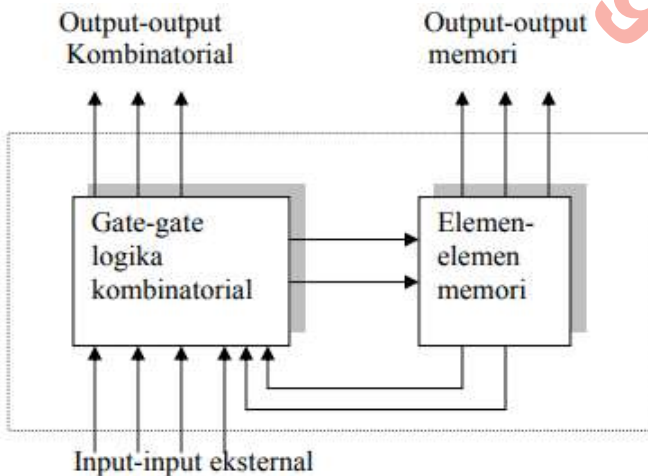 Output-output
Kombinatorial
Output-output
memori
Gate-gate
logika
kombinatorial
Elemen-
elemen
memori
Input-input eksternal